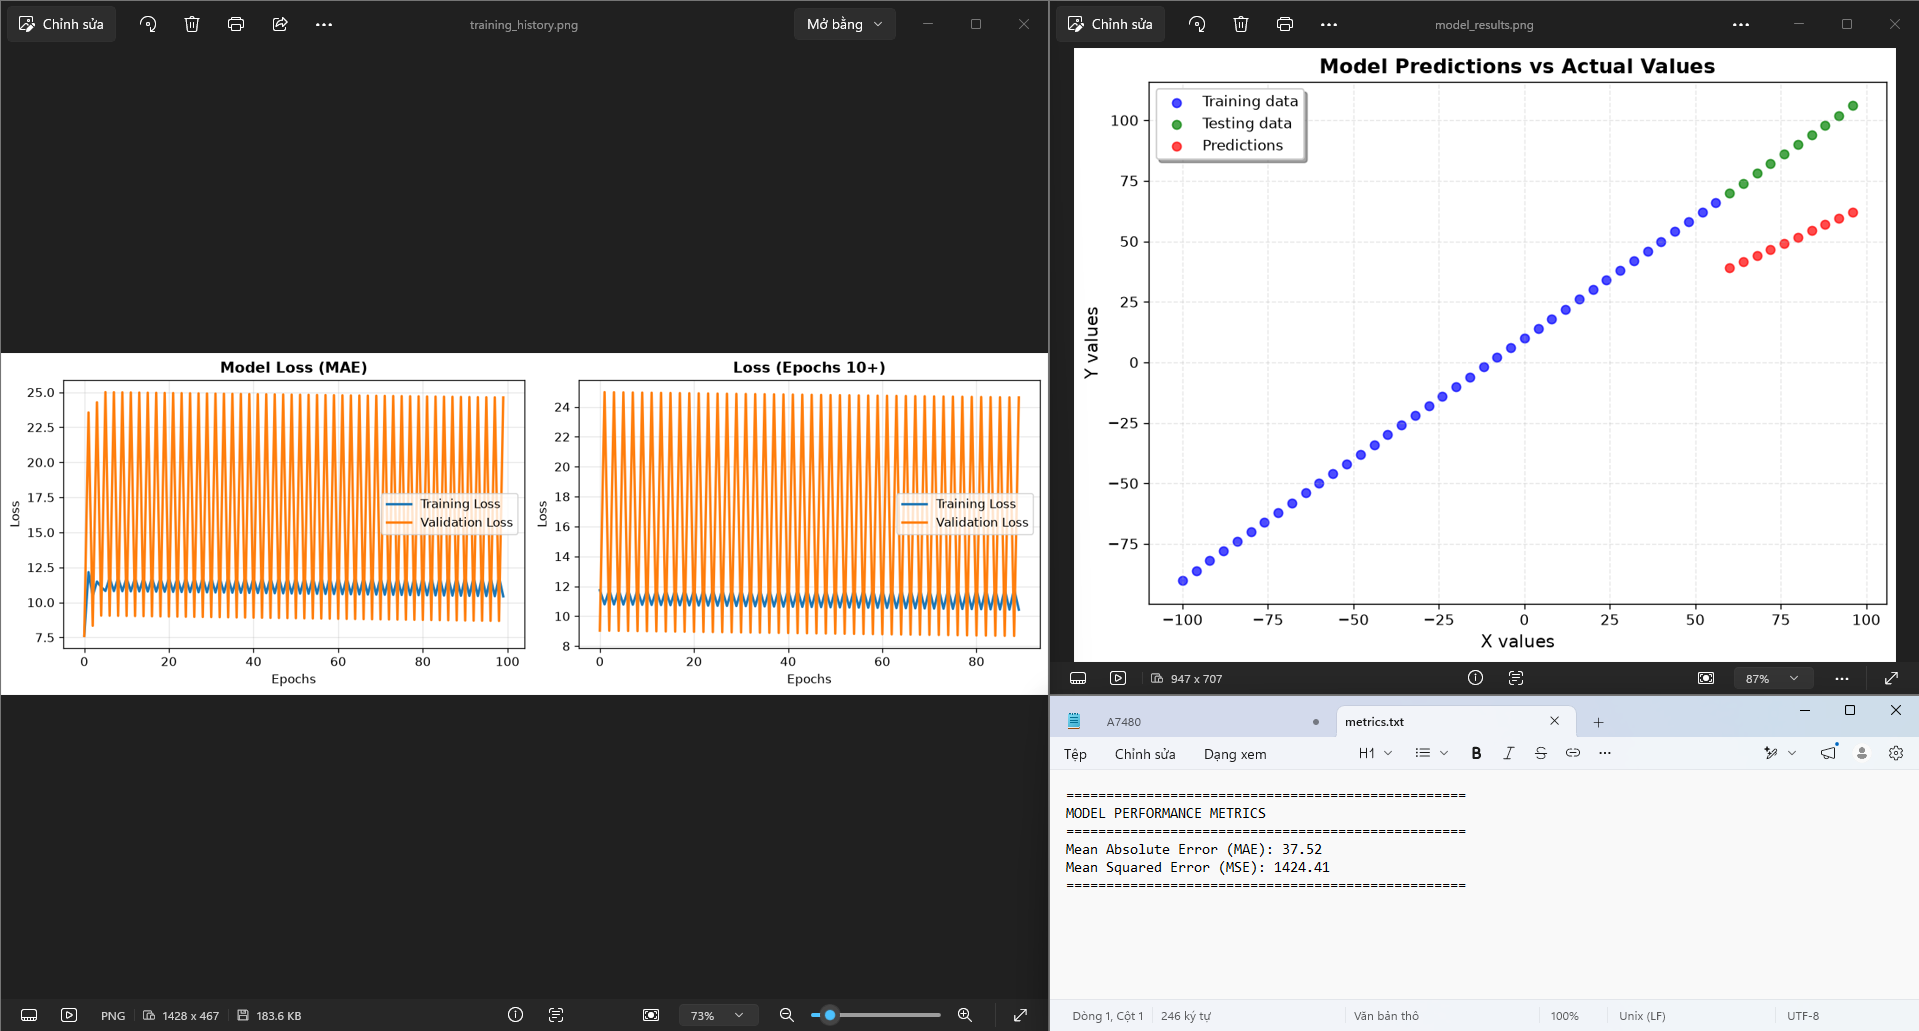 Chỉnh sửa
training_history.png
Mở bằng
Model Loss (MAE)
25.0
22.5
20.0
17.5
15.0
12.5
10.0
7.5
Loss
0 20 40 60 80 100
Epochs
Training Loss
Validation Loss
Loss (Epochs 10+)
24
22
20
18
16
14
12
10
8
Loss
0 20 40 60 80
Epochs
Training Loss
Validation Loss
PNG 1428 x 467 183.6 KB 73%
Chỉnh sửa
model_results.png
Model Predictions vs Actual Values
Training data
Testing data
Predictions
100
75
50
25
0
−25
−50
−75
Y values
−100 −75 −50 −25 0 25 50 75 100
X values
947 x 707 87%
A7480
metrics.txt
Tệp Chỉnh sửa Dạng xem H1 B I S
==================================================
MODEL PERFORMANCE METRICS
==================================================
Mean Absolute Error (MAE): 37.52
Mean Squared Error (MSE): 1424.41
==================================================
Dòng 1, Cột 1 246 ký tự Văn bản thô 100% Unix (LF) UTF-8